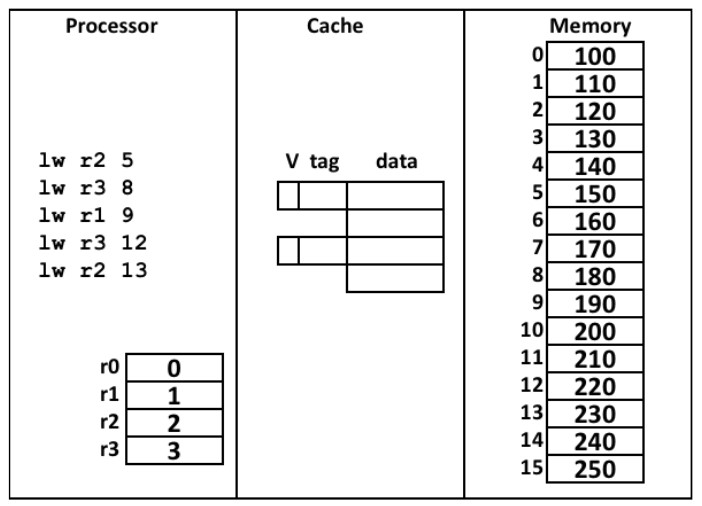 Processor
lw r2 5
lw r3 8
lw r1 9
lw r3 12
lw r2 13
r0 0
r1 1
r2 2
r3 3
Cache
V tag data
Memory
0 100
1 110
2 120
3 130
4 140
5 150
6 160
7 170
8 180
9 190
10 200
11 210
12 220
13 230
14 240
15 250